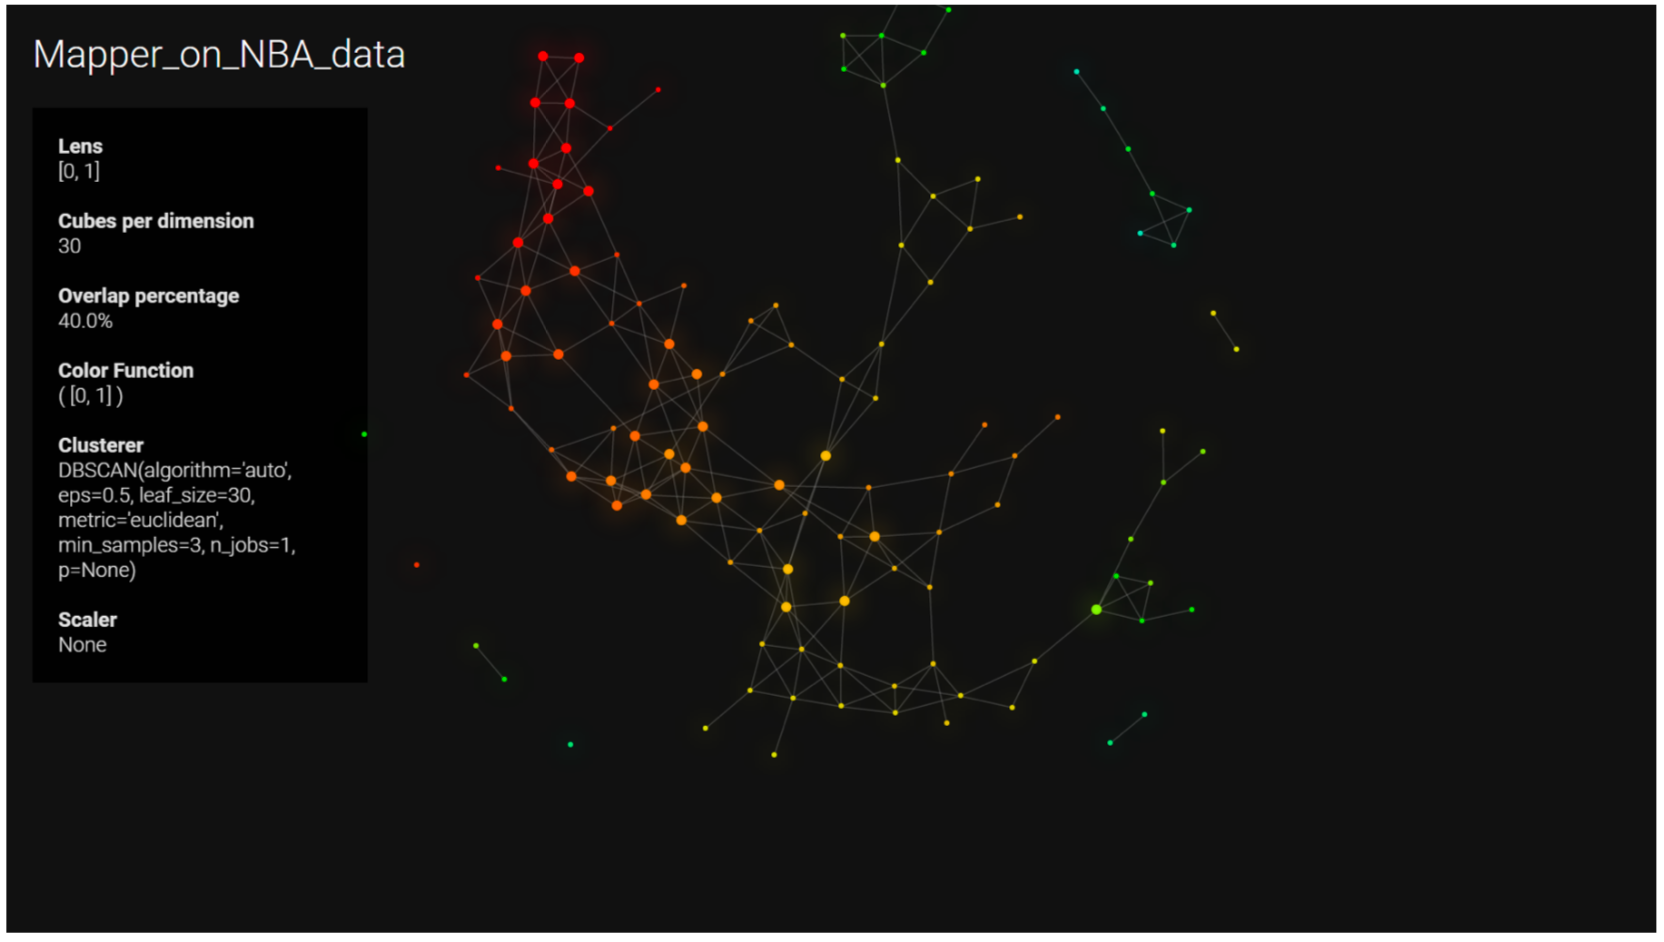 Mapper_on_NBA_data
Lens
[0, 1]
Cubes per dimension
30
Overlap percentage
40.0%
Color Function
( [0, 1] )
Clusterer
DBSCAN(algorithm='auto',
eps=0.5, leaf_size=30,
metric='euclidean',
min_samples=3, n_jobs=1,
p=None)
Scaler
None